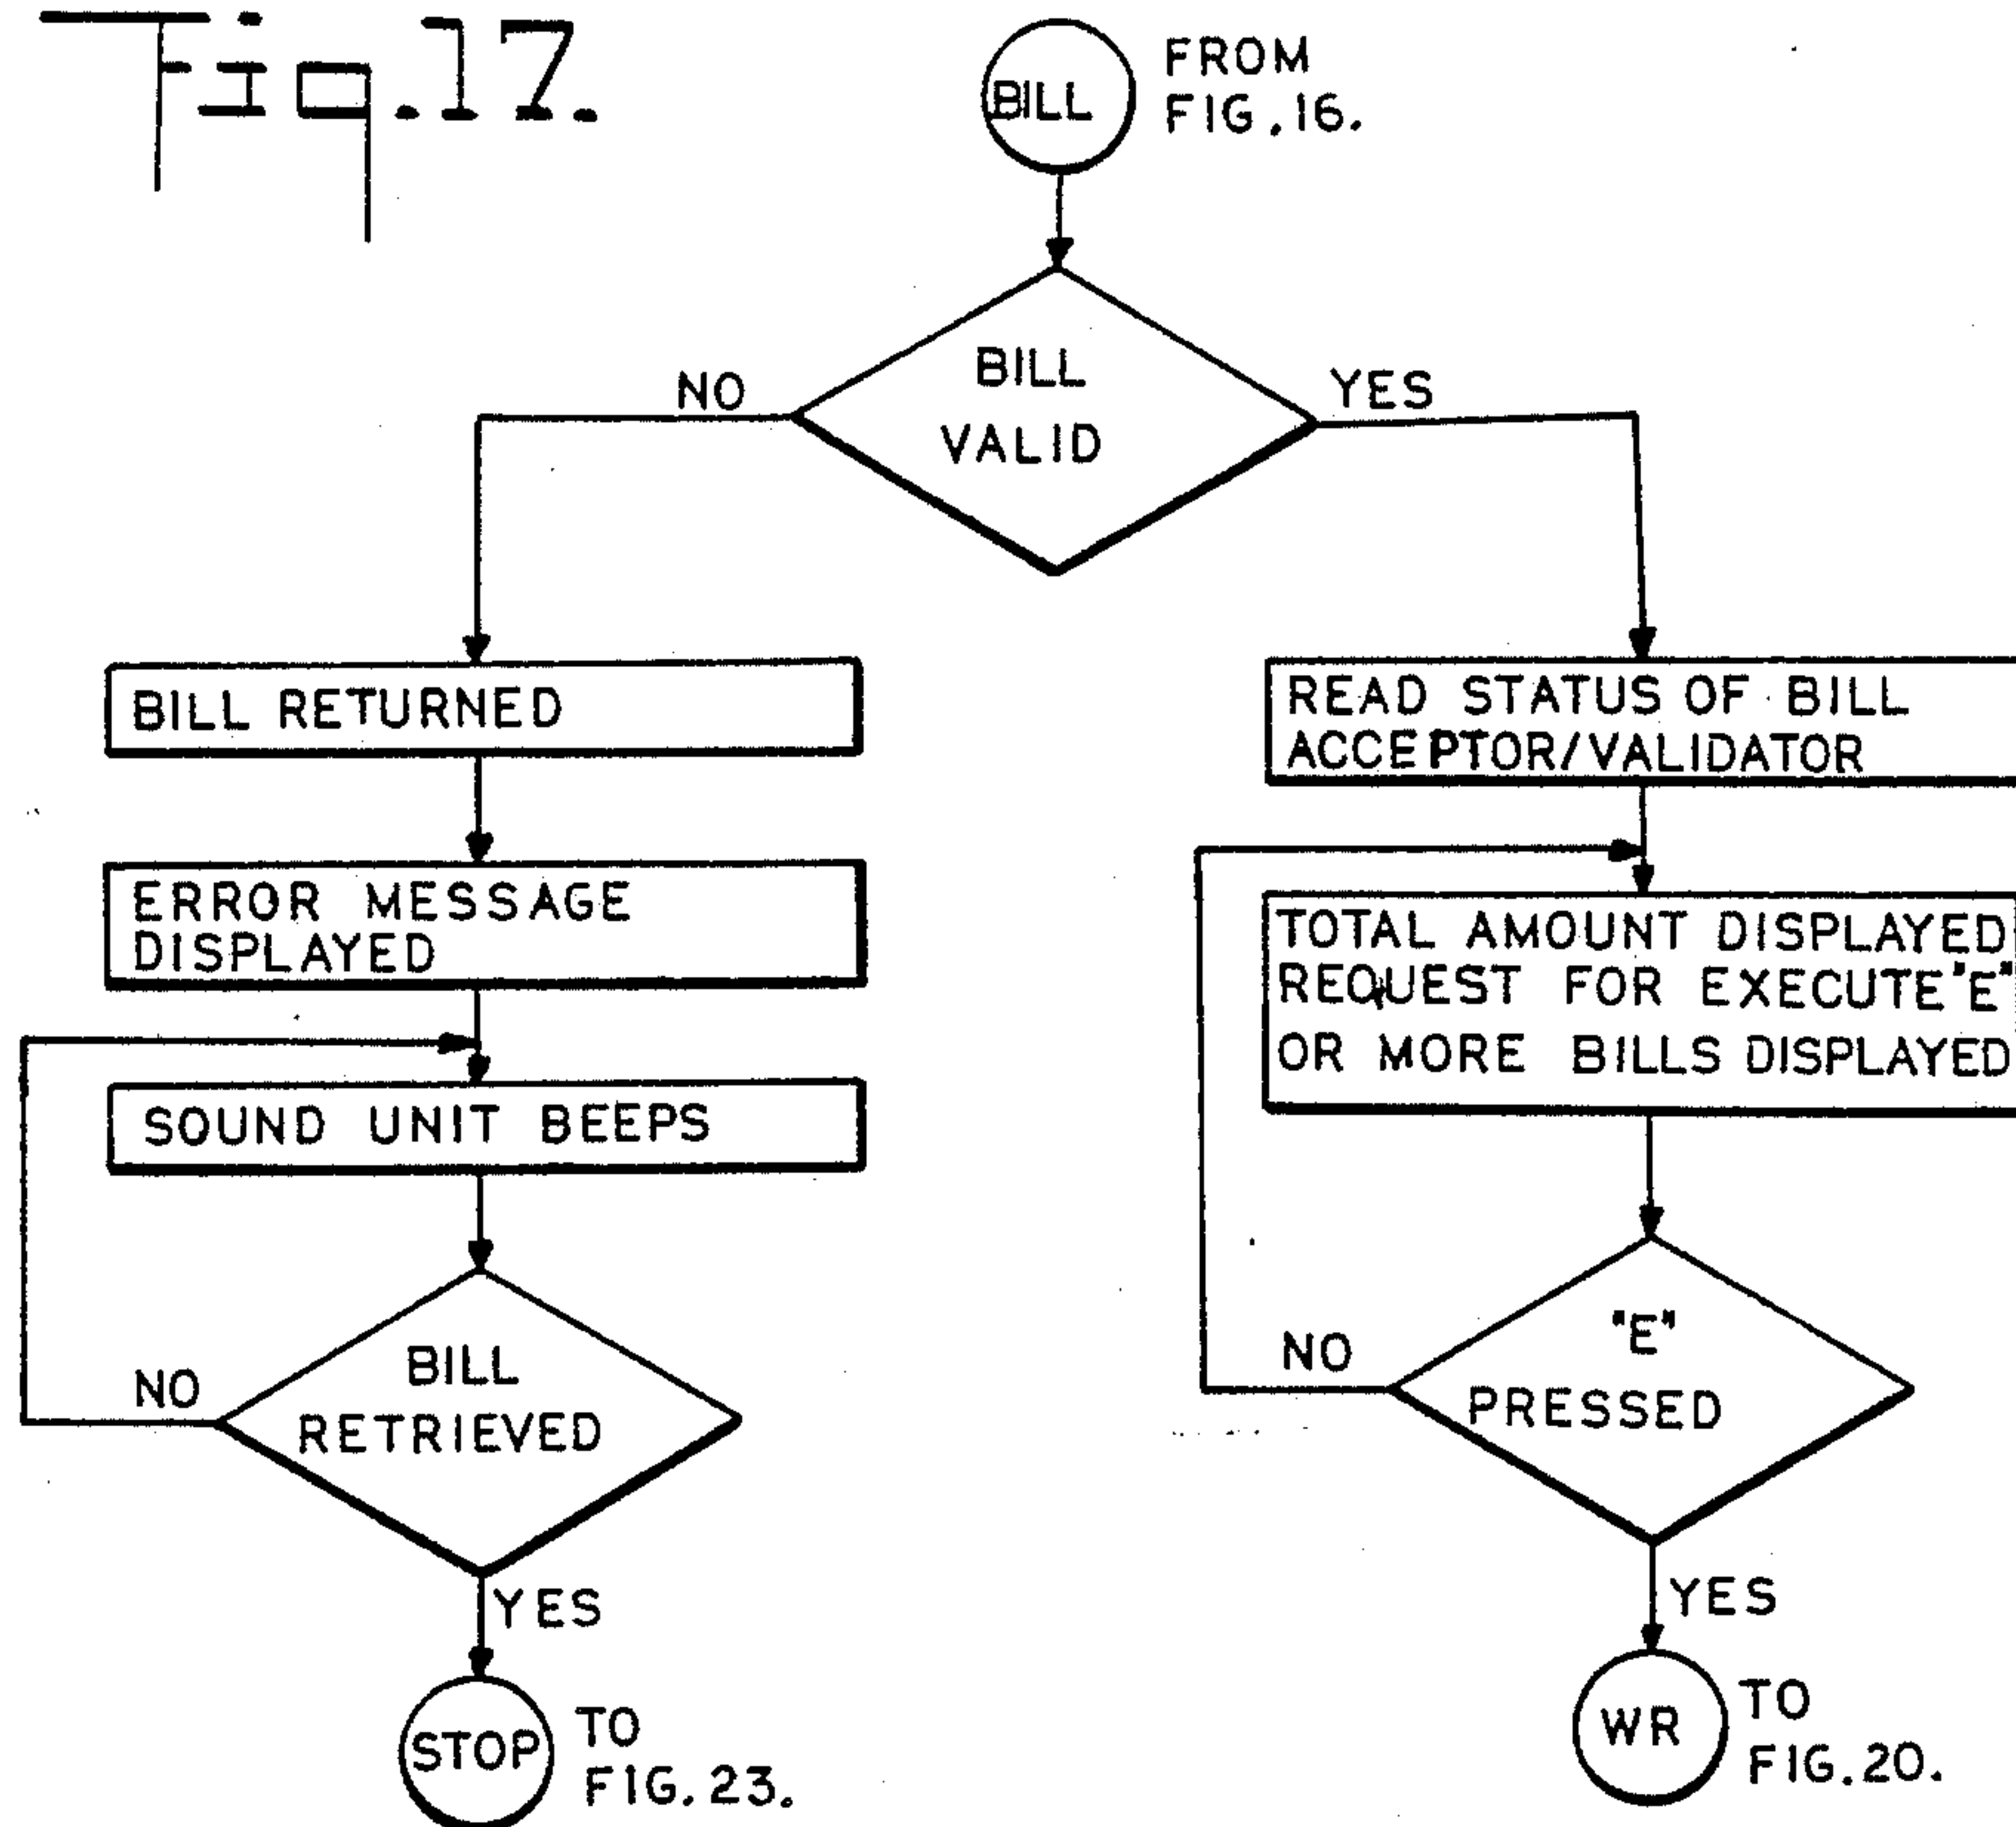 Fig.17.
BILL
FROM
FIG.16.
BILL
VALID
NO
YES
BILL RETURNED
READ STATUS OF BILL
ACCEPTOR/VALIDATOR
ERROR MESSAGE
DISPLAYED
TOTAL AMOUNT DISPLAYED
REQUEST FOR EXECUTE "E"
OR MORE BILLS DISPLAYED
SOUND UNIT BEEPS
BILL
RETRIEVED
NO
"E"
PRESSED
NO
YES
YES
STOP
TO
FIG.23.
WR
TO
FIG.20.